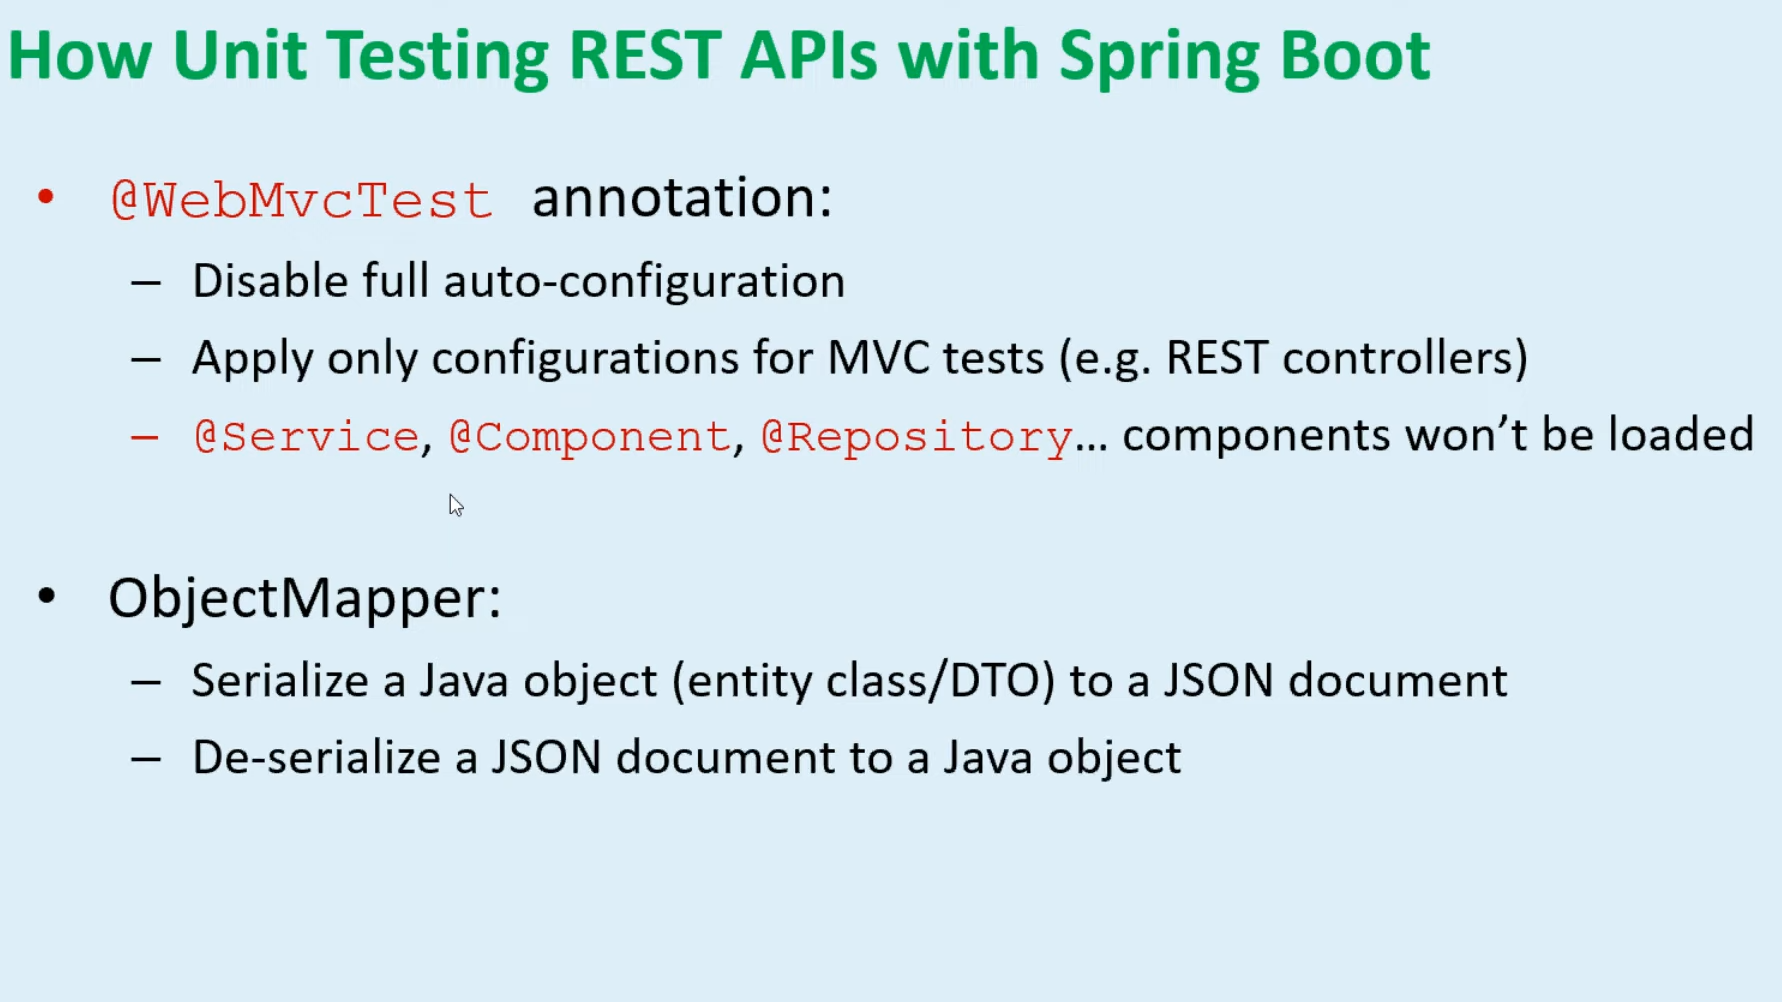 How Unit Testing REST APIs with Spring Boot
• @WebMvcTest annotation:
– Disable full auto-configuration
– Apply only configurations for MVC tests (e.g. REST controllers)
– @Service, @Component, @Repository… components won’t be loaded
• ObjectMapper:
– Serialize a Java object (entity class/DTO) to a JSON document
– De-serialize a JSON document to a Java object